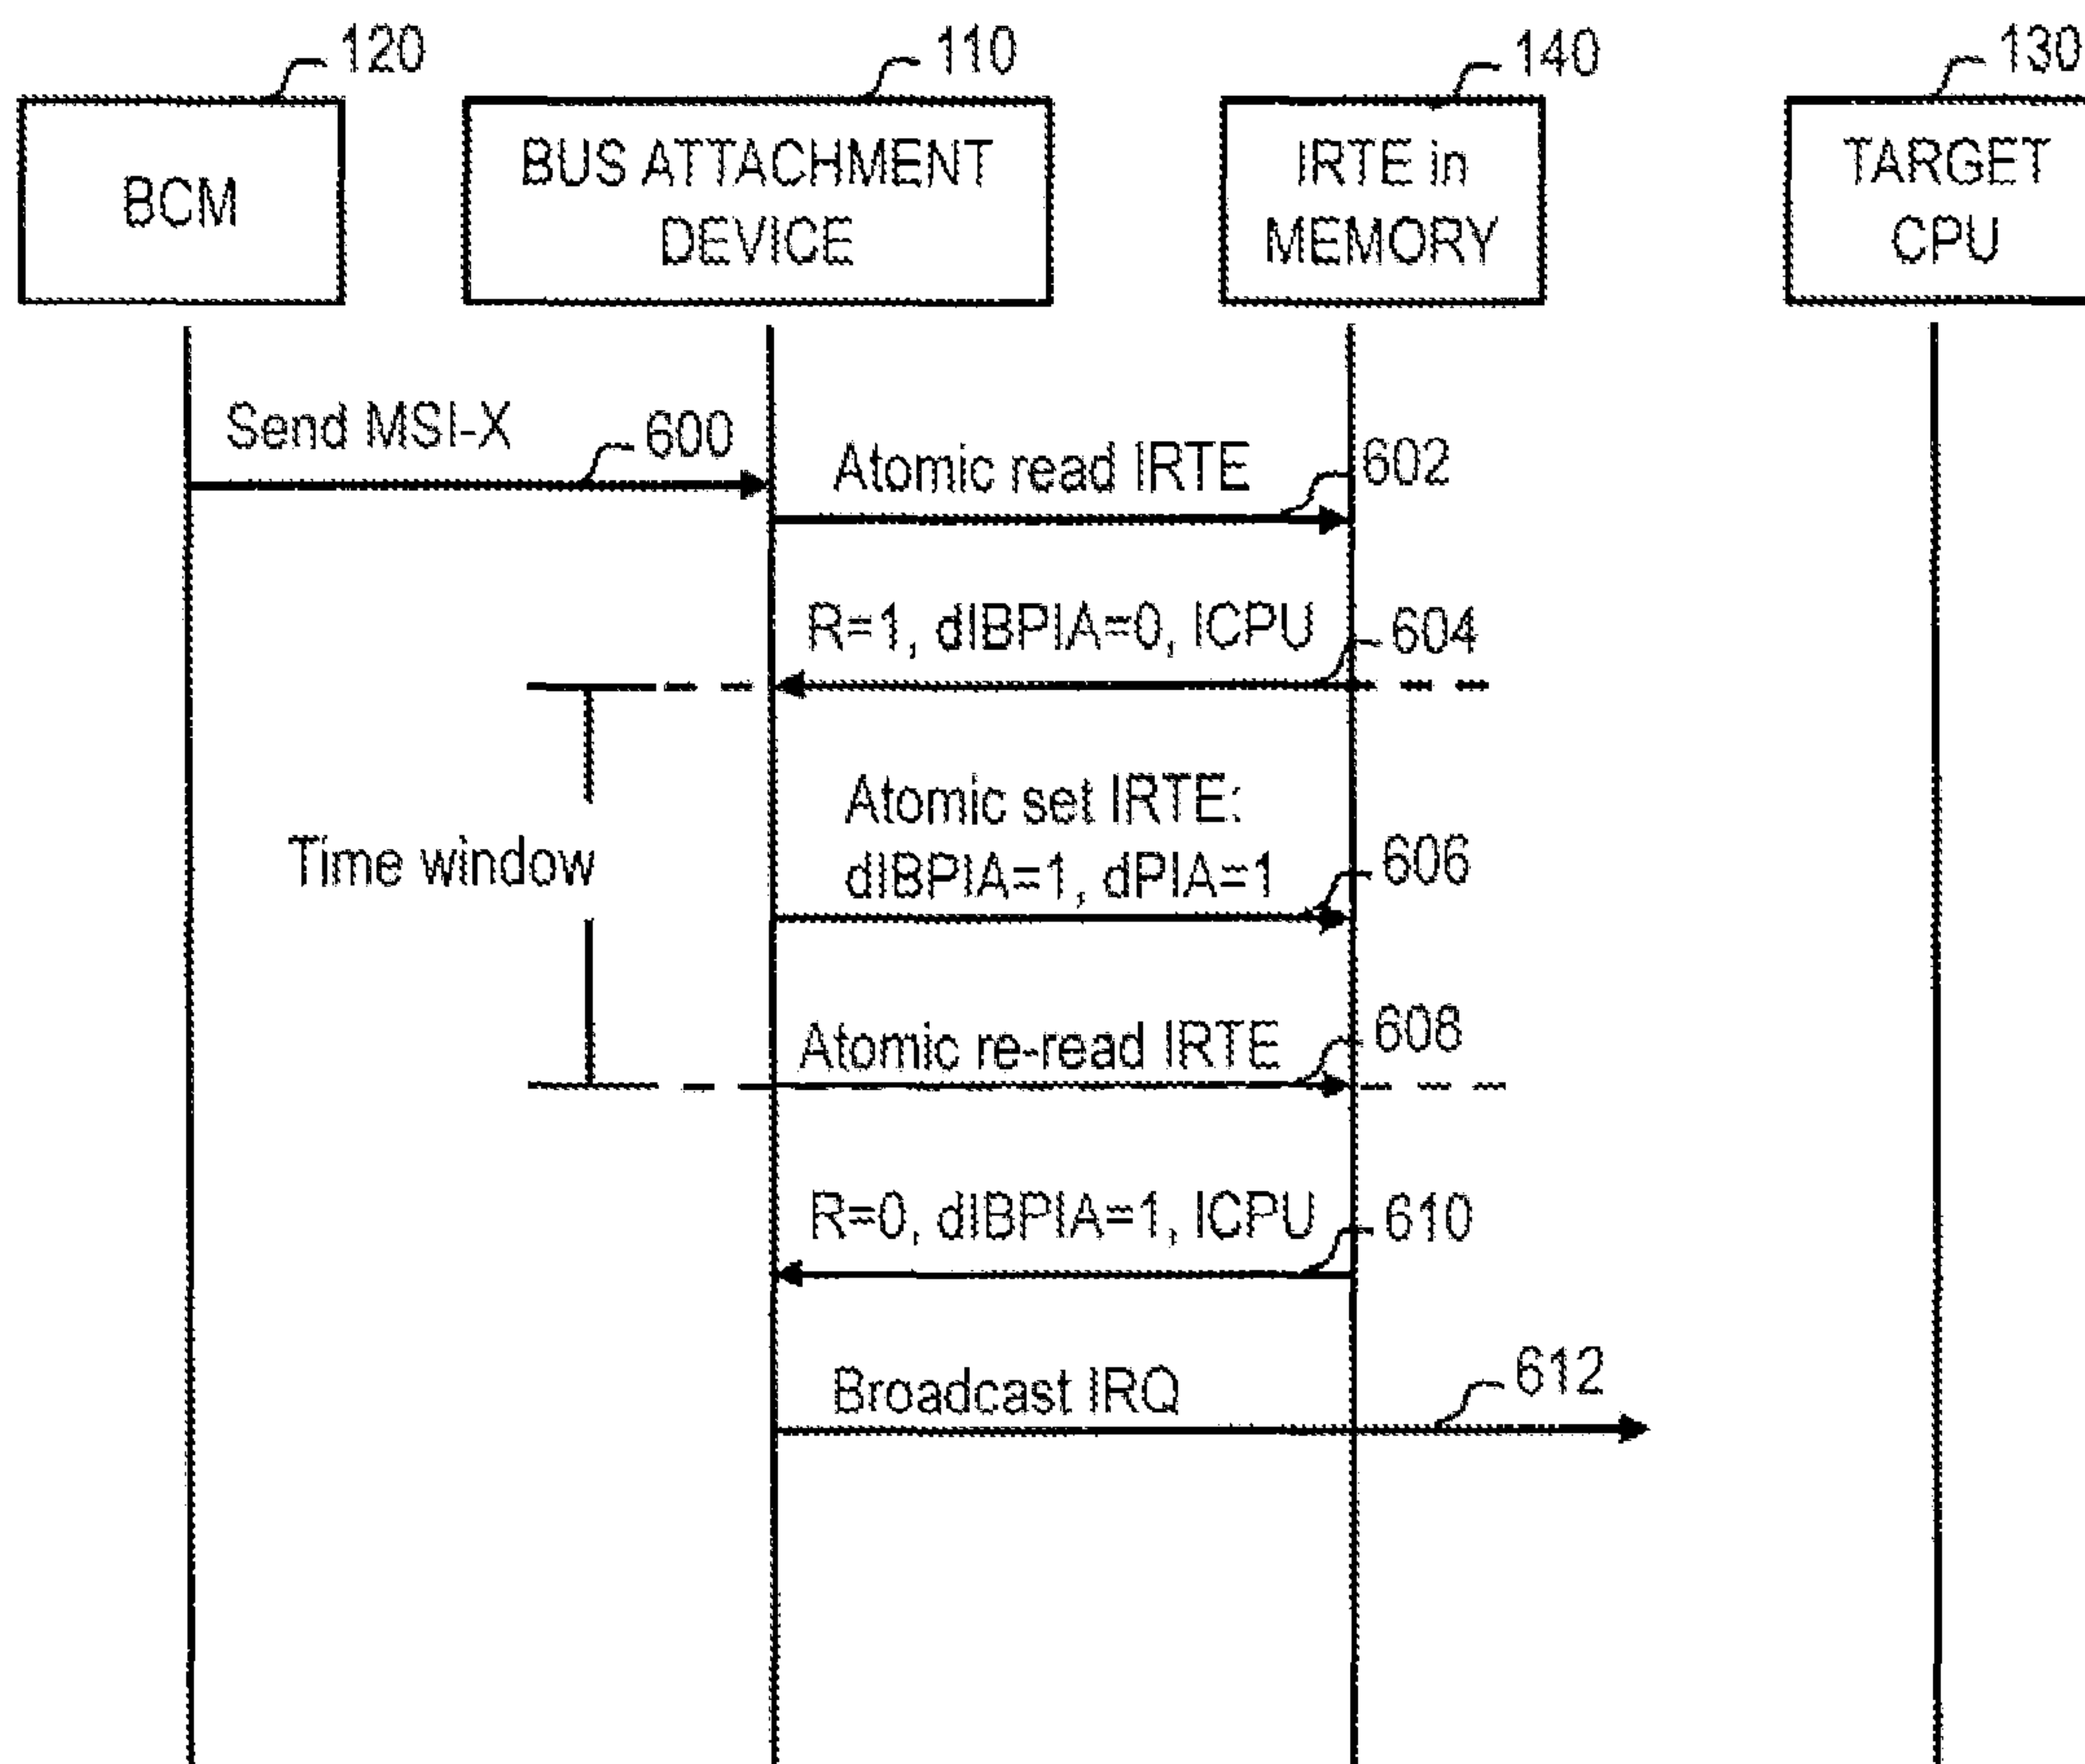 120
110
140
130
BCM
BUS ATTACHMENT
DEVICE
IRTE in
MEMORY
TARGET
CPU
Send MSI-X
600
Atomic read IRTE
602
R=1, dIBPIA=0, ICPU
604
Time window
Atomic set IRTE:
dIBPIA=1, dPIA=1
606
Atomic re-read IRTE
608
R=0, dIBPIA=1, ICPU
610
Broadcast IRQ
612